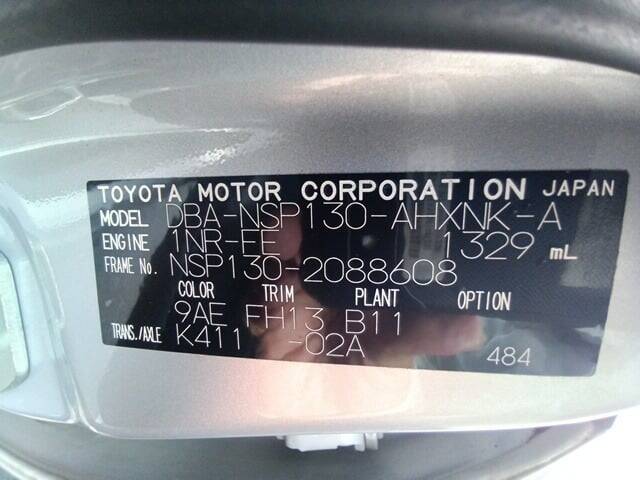 TOYOTA MOTOR CORPORATION JAPAN
MODEL DBA-NSP130-AHXNK-A
ENGINE 1NR-FE 1329 mL
FRAME No. NSP130-2088608
COLOR TRIM PLANT OPTION
9AE FH13 B11
TRANS./AXLE K411 -02A 484